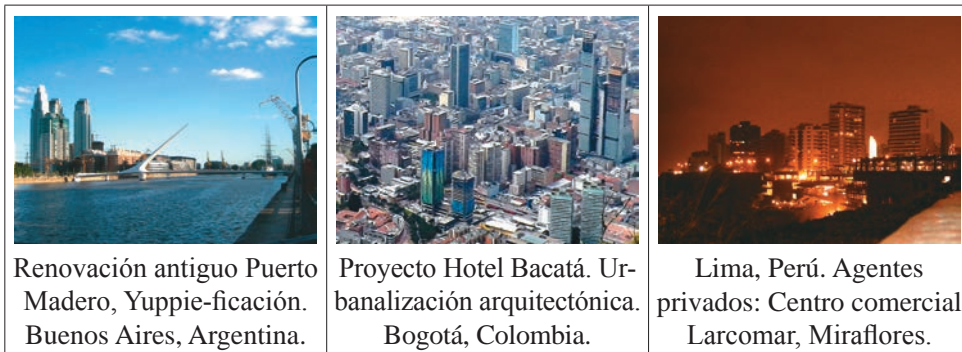 Renovación antiguo Puerto
Madero, Yuppie-ficación.
Buenos Aires, Argentina.
Proyecto Hotel Bacatá. Ur-
banalización arquitectónica.
Bogotá, Colombia.
Lima, Perú. Agentes
privados: Centro comercial
Larcomar, Miraflores.